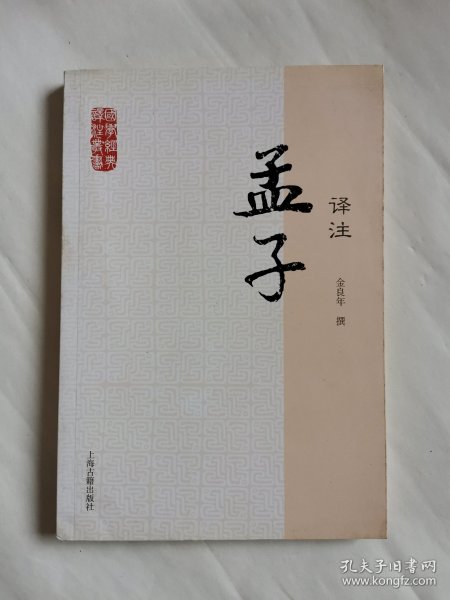 國學經典
譯注叢書
孟子
译注
金良年 撰
上海古籍出版社
孔夫子旧书网
www.kongfz.com